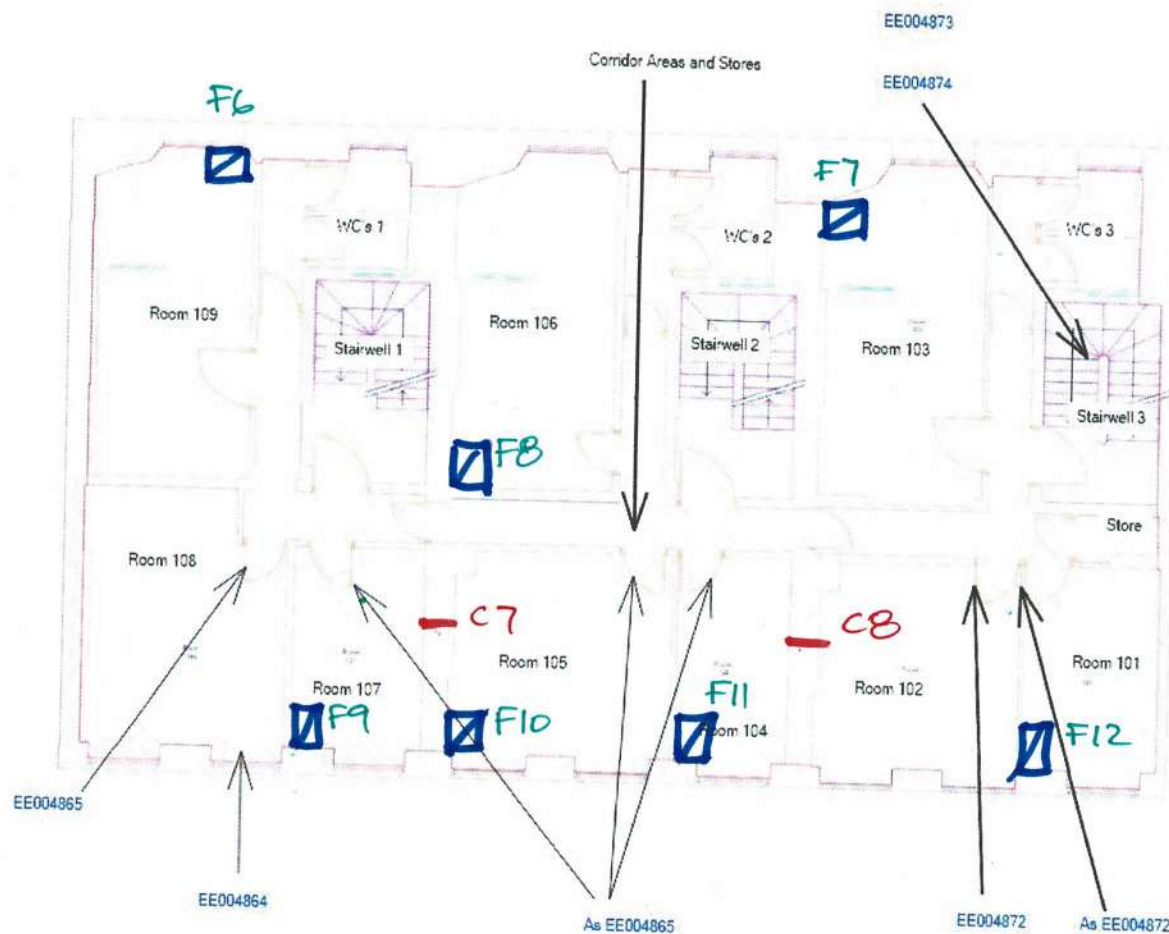 EE004873
Corridor Areas and Stores
EE004874
F6
F7
WC's 1
WC's 2
WC's 3
Room 109
Room 106
Stairwell 1
Stairwell 2
Room 103
Stairwell 3
F8
Store
Room 108
C7
C8
Room 105
Room 101
Room 107
Room 102
F9
F10
F11
Room 104
F12
EE004865
EE004864
As EE004865
EE004872
As EE004872